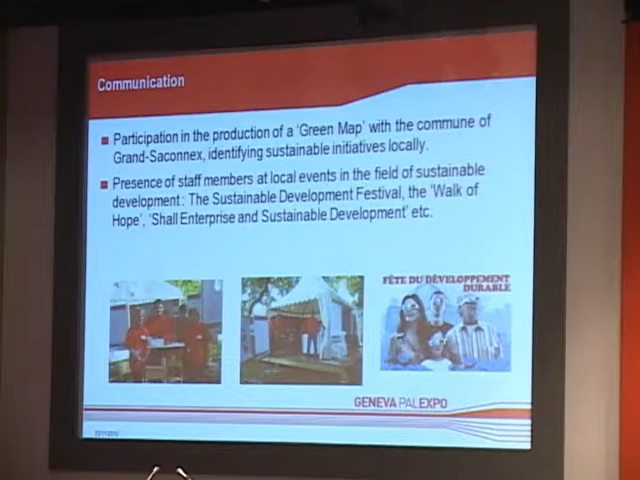 Communication
Participation in the production of a ‘Green Map’ with the commune of
Grand-Saconnex, identifying sustainable initiatives locally.
Presence of staff members at local events in the field of sustainable
development : The Sustainable Development Festival, the ‘Walk of
Hope’, ‘Shall Enterprise and Sustainable Development’ etc.
FÊTE DU DÉVELOPPEMENT
DURABLE
GENEVA PALEXPO